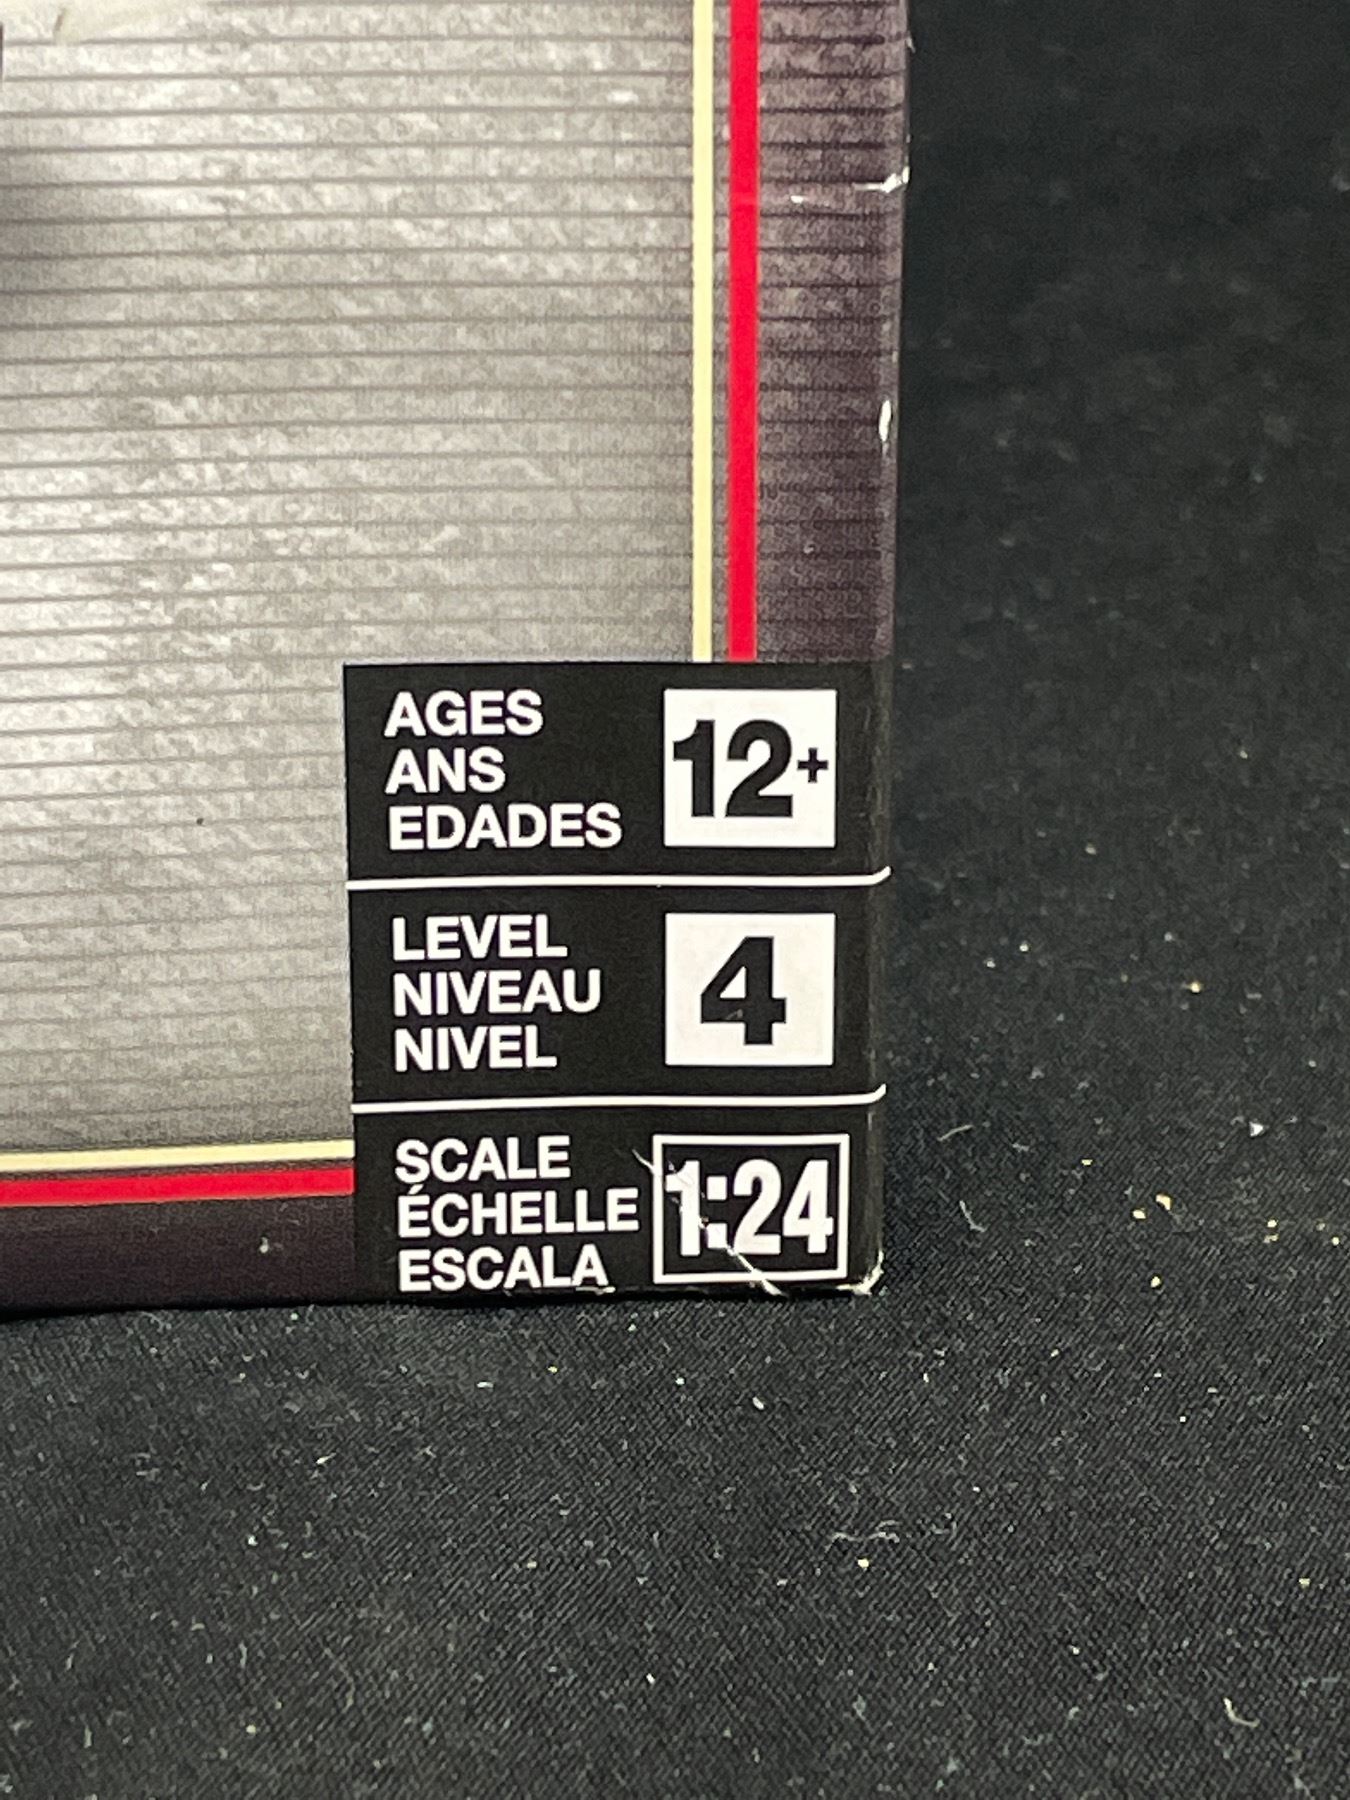 AGES
ANS
EDADES
12+
LEVEL
NIVEAU
NIVEL
4
SCALE
ÉCHELLE
ESCALA
1:24